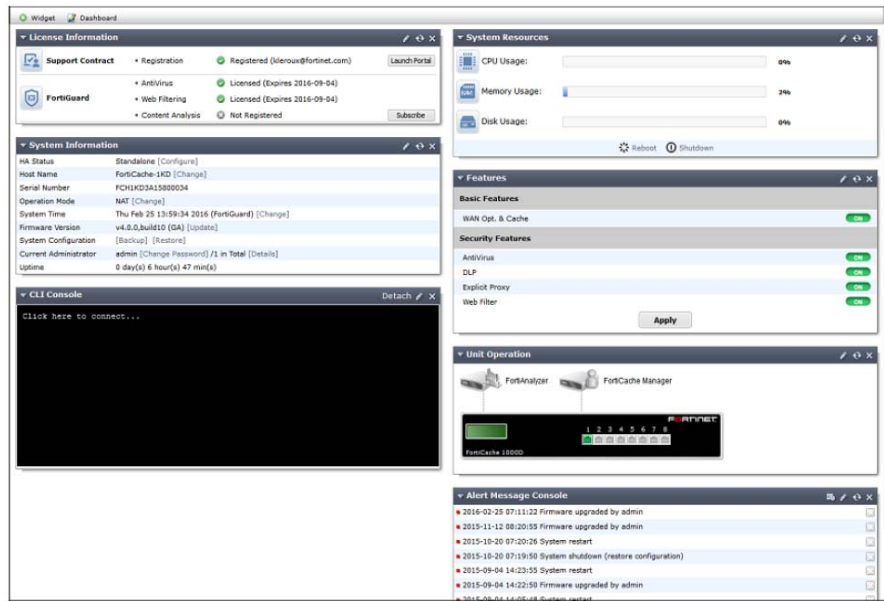 Widget Dashboard
License Information
Support Contract • Registration Registered (kleroux@fortinet.com) Launch Portal
FortiGuard • AntiVirus Licensed (Expires 2016-09-04)
• Web Filtering Licensed (Expires 2016-09-04)
• Content Analysis Not Registered Subscribe
System Information
HA Status Standalone [Configure]
Host Name FortiCache-1KD [Change]
Serial Number FCH1KD3A15800034
Operation Mode NAT [Change]
System Time Thu Feb 25 13:59:34 2016 (FortiGuard) [Change]
Firmware Version v4.0.0,build10 (GA) [Update]
System Configuration [Backup] [Restore]
Current Administrator admin [Change Password] /1 in Total [Details]
Uptime 0 day(s) 6 hour(s) 47 min(s)
CLI Console Detach
Click here to connect...
System Resources
CPU Usage: 0%
Memory Usage: 2%
Disk Usage: 0%
Reboot Shutdown
Features
Basic Features
WAN Opt. & Cache ON
Security Features
AntiVirus ON
DLP ON
Explicit Proxy ON
Web Filter ON
Apply
Unit Operation
FortiAnalyzer FortiCache Manager
FORTINET
1 2 3 4 5 6 7 8
FortiCache 1000D
Alert Message Console
2016-02-25 07:11:22 Firmware upgraded by admin
2015-11-12 08:20:55 Firmware upgraded by admin
2015-10-20 07:20:26 System restart
2015-10-20 07:19:50 System shutdown (restore configuration)
2015-09-04 14:23:55 System restart
2015-09-04 14:22:50 Firmware upgraded by admin
2015-09-04 14:05:48 System restart